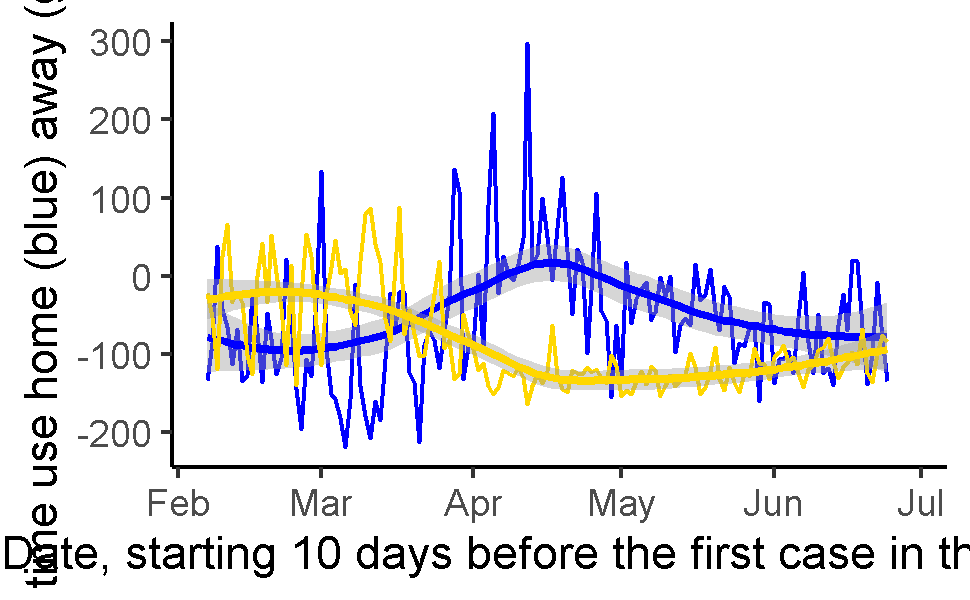 time use home (blue) away (
300
200
100
0
-100
-200
Feb Mar Apr May Jun Jul
Date, starting 10 days before the first case in th